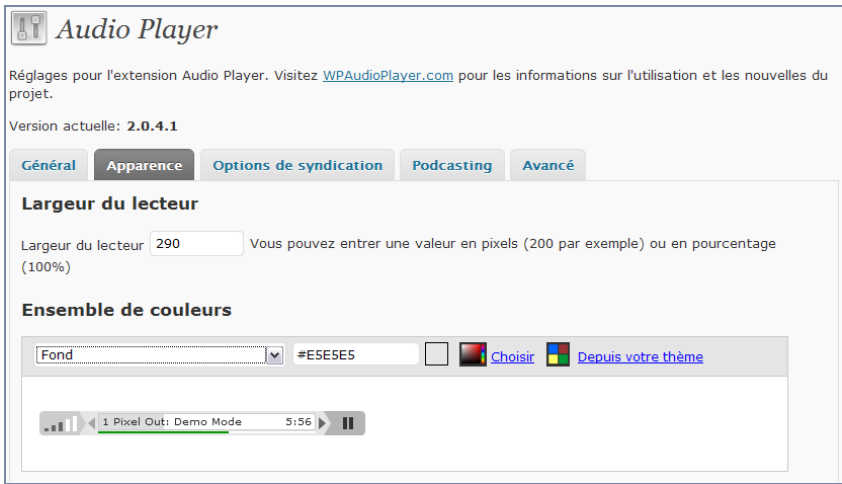 Audio Player
Réglages pour l'extension Audio Player. Visitez WPAudioPlayer.com pour les informations sur l'utilisation et les nouvelles du
projet.
Version actuelle: 2.0.4.1
Général Apparence Options de syndication Podcasting Avancé
Largeur du lecteur
Largeur du lecteur 290 Vous pouvez entrer une valeur en pixels (200 par exemple) ou en pourcentage
(100%)
Ensemble de couleurs
Fond #E5E5E5 Choisir Depuis votre thème
1 Pixel Out: Demo Mode 5:56